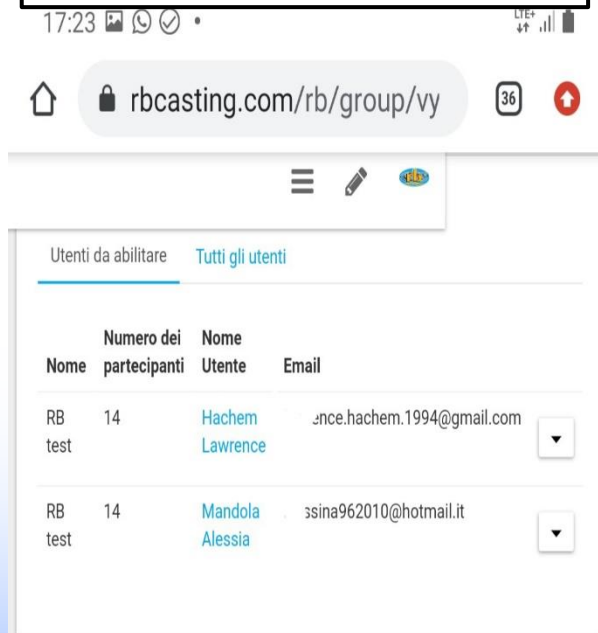 17:23
LTE+
rbcasting.com/rb/group/vy
36
Utenti da abilitare Tutti gli utenti
Nome Numero dei partecipanti Nome Utente Email
RB test 14 Hachem Lawrence ence.hachem.1994@gmail.com
RB test 14 Mandola Alessia ssina962010@hotmail.it